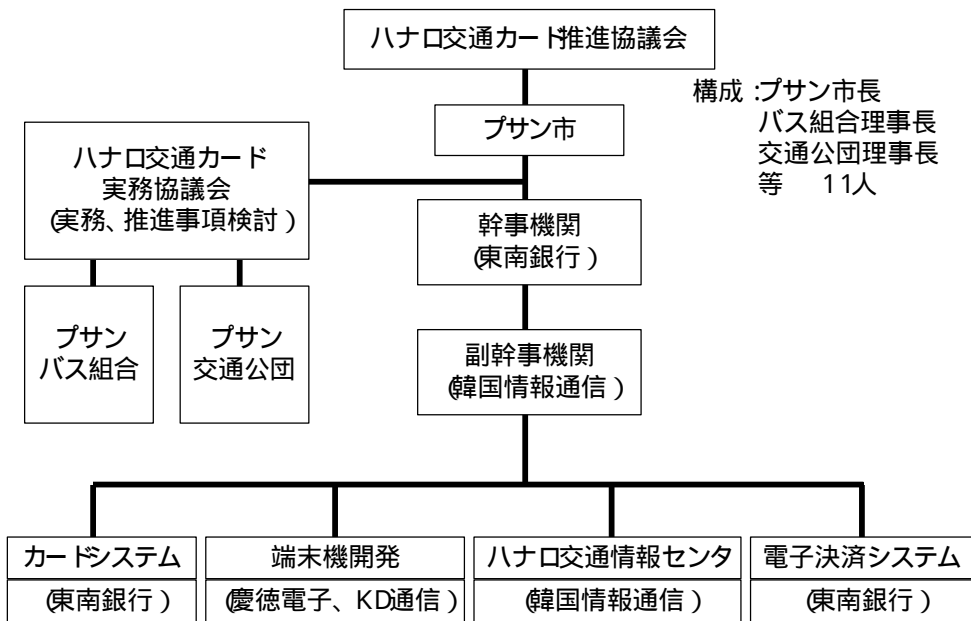 ハナロ交通カード推進協議会
構成:プサン市長
バス組合理事長
交通公団理事長
等 11人
プサン市
ハナロ交通カード
実務協議会
(実務、推進事項検討)
幹事機関
(東南銀行)
プサン
バス組合
プサン
交通公団
副幹事機関
(韓国情報通信)
カードシステム
(東南銀行)
端末機開発
(慶徳電子、KD通信)
ハナロ交通情報センタ
(韓国情報通信)
電子決済システム
(東南銀行)